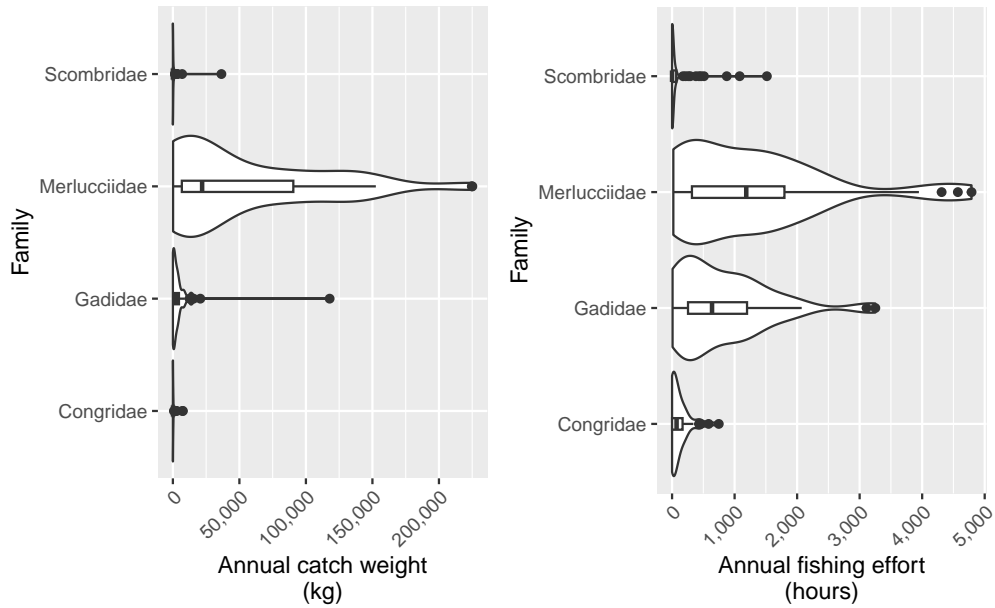 Family
Scombridae
Merlucciidae
Gadidae
Congridae
0
50,000
100,000
150,000
200,000
Annual catch weight
(kg)
Family
Scombridae
Merlucciidae
Gadidae
Congridae
0
1,000
2,000
3,000
4,000
5,000
Annual fishing effort
(hours)